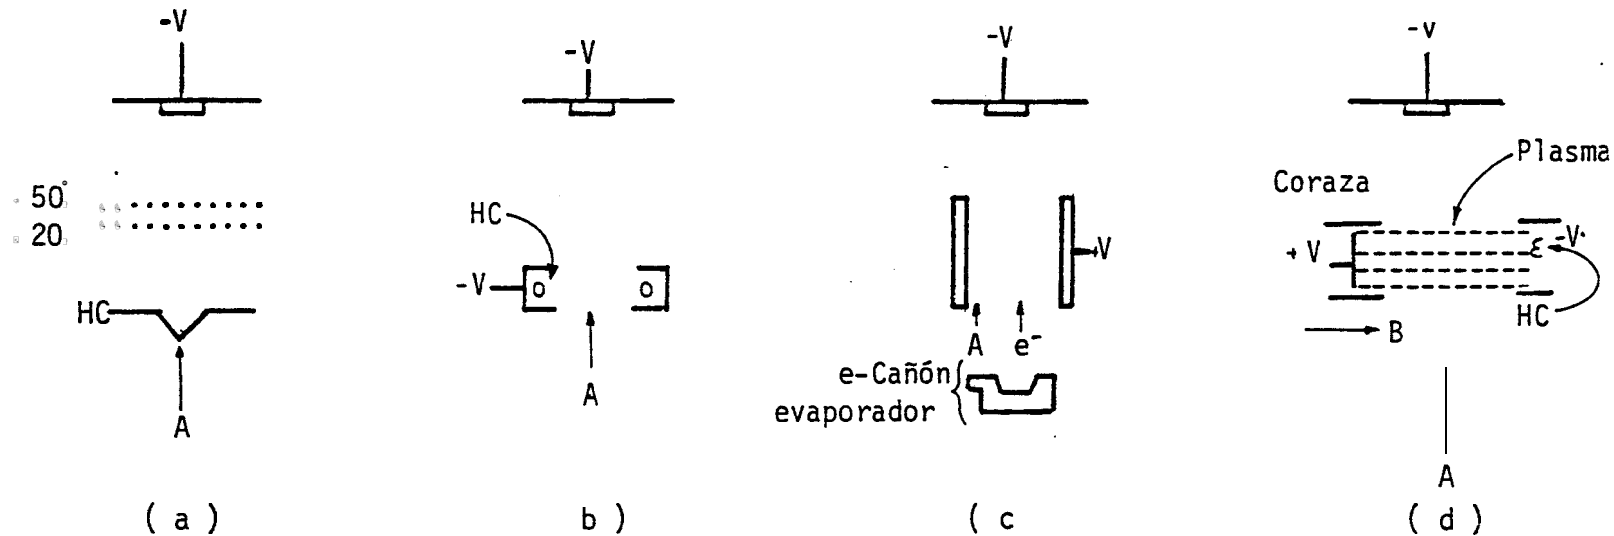 -V
50°
20
HC
A
( a )
-V
HC
-V
A
b )
-V
+V
A
e-
e-Cañón
evaporador
( c
-V
Plasma
Coraza
+V
-V
HC
B
A
( d )